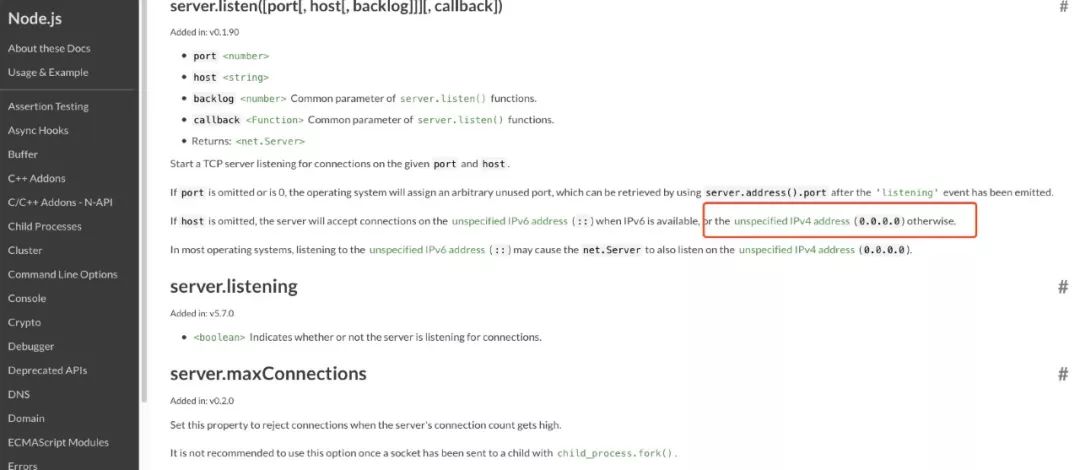 Node.js
About these Docs
Usage & Example
Assertion Testing
Async Hooks
Buffer
C++ Addons
C/C++ Addons - N-API
Child Processes
Cluster
Command Line Options
Console
Crypto
Debugger
Deprecated APIs
DNS
Domain
ECMAScript Modules
Errors
server.listen([port[, host[, backlog]]][, callback])
#
Added in: v0.1.90
• port <number>
• host <string>
• backlog <number> Common parameter of server.listen() functions.
• callback <Function> Common parameter of server.listen() functions.
• Returns: <net.Server>
Start a TCP server listening for connections on the given port and host.
If port is omitted or is 0, the operating system will assign an arbitrary unused port, which can be retrieved by using server.address().port after the 'listening' event has been emitted.
If host is omitted, the server will accept connections on the unspecified IPv6 address (::) when IPv6 is available, or the unspecified IPv4 address (0.0.0.0) otherwise.
In most operating systems, listening to the unspecified IPv6 address (::) may cause the net.Server to also listen on the unspecified IPv4 address (0.0.0.0).
server.listening
#
Added in: v5.7.0
• <boolean> Indicates whether or not the server is listening for connections.
server.maxConnections
#
Added in: v0.2.0
Set this property to reject connections when the server's connection count gets high.
It is not recommended to use this option once a socket has been sent to a child with child_process.fork().